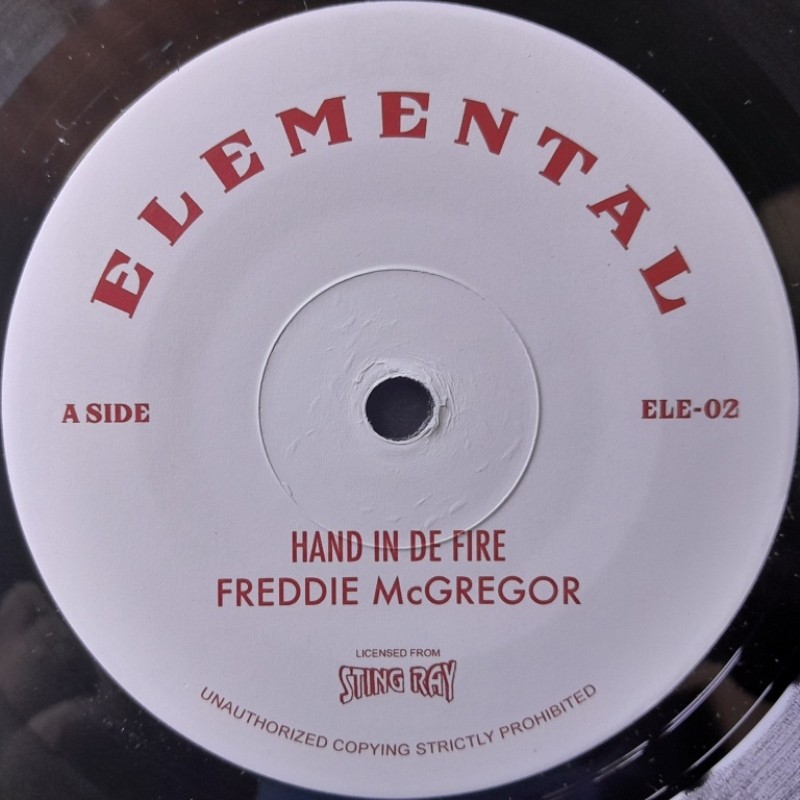 ELEMENTAL
A SIDE
ELE-02
HAND IN DE FIRE
FREDDIE McGREGOR
LICENSED FROM
STING RAY
UNAUTHORIZED COPYING STRICTLY PROHIBITED